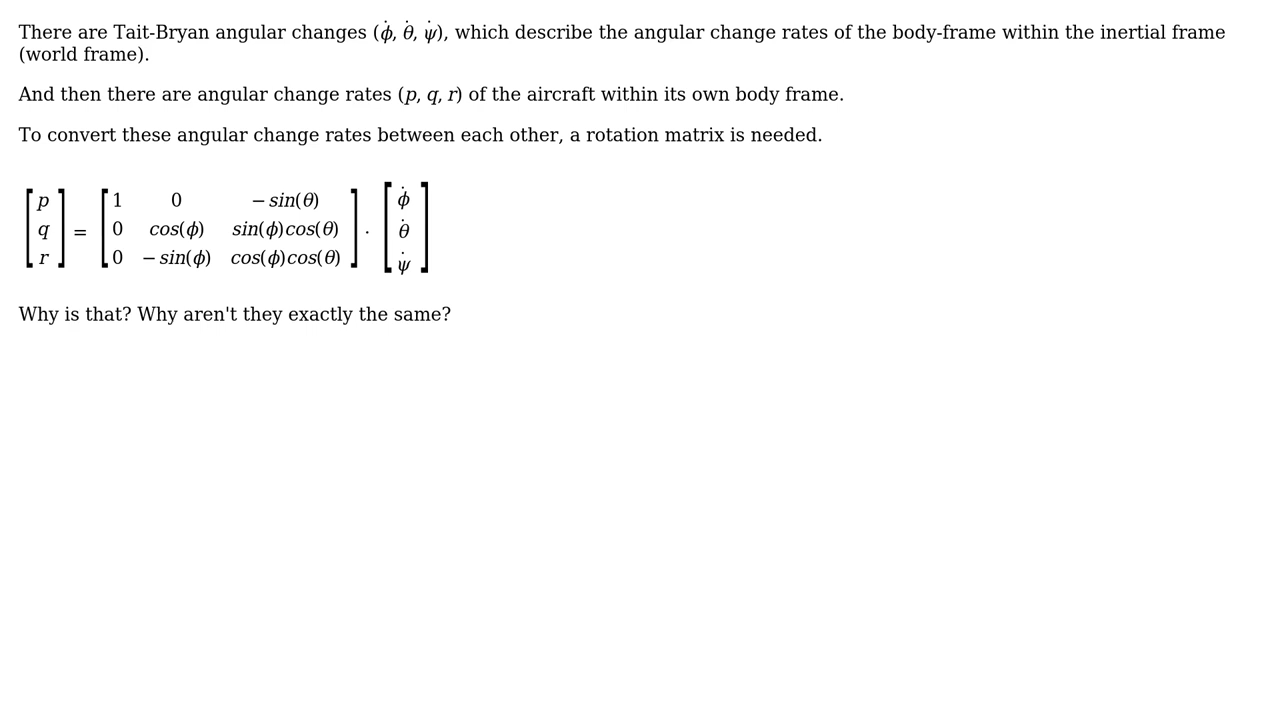 There are Tait-Bryan angular changes (ϕ̇, θ̇, ψ̇), which describe the angular change rates of the body-frame within the inertial frame
(world frame).
And then there are angular change rates (p, q, r) of the aircraft within its own body frame.
To convert these angular change rates between each other, a rotation matrix is needed.
[p q r] = [1 0 −sin(θ) 0 cos(ϕ) sin(ϕ)cos(θ) 0 −sin(ϕ) cos(ϕ)cos(θ)] · [ϕ̇ θ̇ ψ̇]
Why is that? Why aren't they exactly the same?